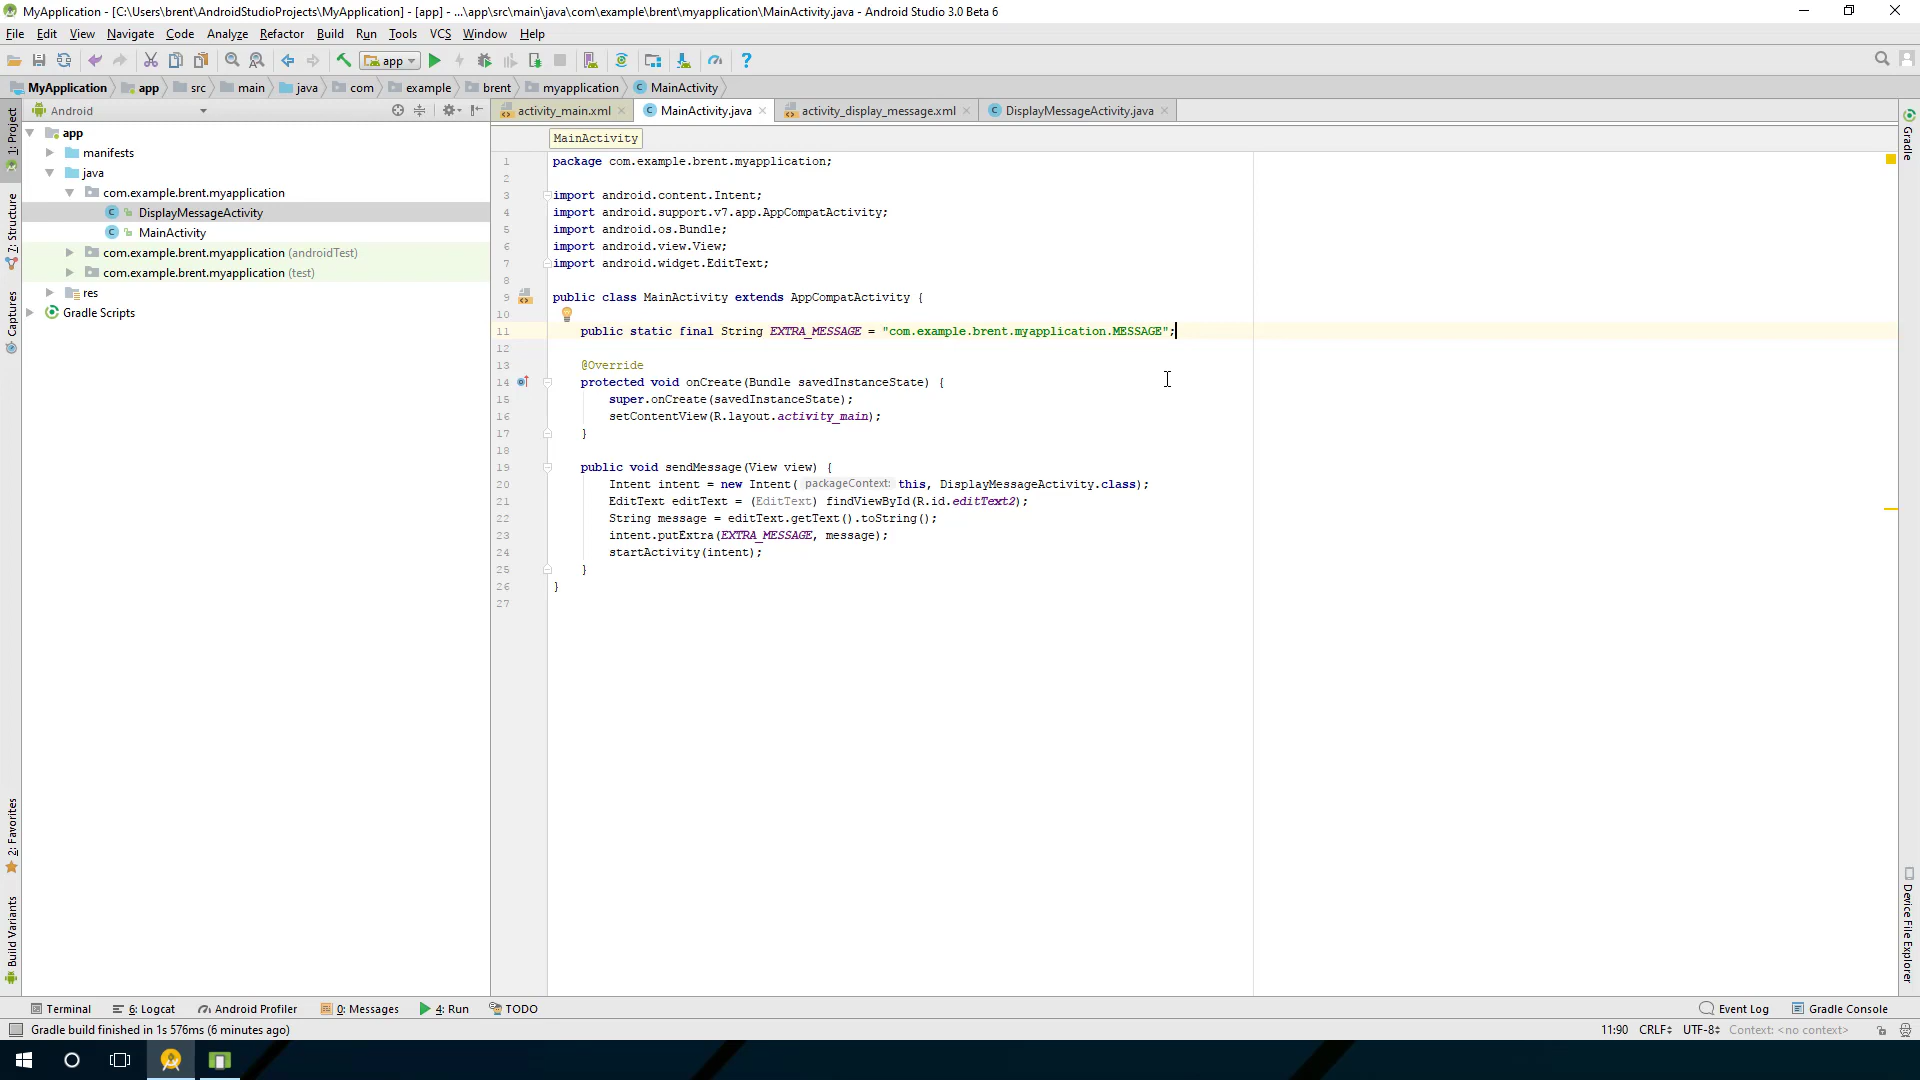 MyApplication - [C:\Users\brent\AndroidStudioProjects\MyApplication] - [app] - ...\app\src\main\java\com\example\brent\myapplication\MainActivity.java - Android Studio 3.0 Beta 6
File Edit View Navigate Code Analyze Refactor Build Run Tools VCS Window Help
app
MyApplication app src main java com example brent myapplication MainActivity
Android
activity_main.xml MainActivity.java activity_display_message.xml DisplayMessageActivity.java
1: Project
7: Structure
Captures
2: Favorites
Build Variants
app
manifests
java
com.example.brent.myapplication
DisplayMessageActivity
MainActivity
com.example.brent.myapplication (androidTest)
com.example.brent.myapplication (test)
res
Gradle Scripts
MainActivity
1 package com.example.brent.myapplication;
2
3 import android.content.Intent;
4 import android.support.v7.app.AppCompatActivity;
5 import android.os.Bundle;
6 import android.view.View;
7 import android.widget.EditText;
8
9 public class MainActivity extends AppCompatActivity {
10
11 public static final String EXTRA_MESSAGE = "com.example.brent.myapplication.MESSAGE";
12
13 @Override
14 protected void onCreate(Bundle savedInstanceState) {
15 super.onCreate(savedInstanceState);
16 setContentView(R.layout.activity_main);
17 }
18
19 public void sendMessage(View view) {
20 Intent intent = new Intent( packageContext: this, DisplayMessageActivity.class);
21 EditText editText = (EditText) findViewById(R.id.editText2);
22 String message = editText.getText().toString();
23 intent.putExtra(EXTRA_MESSAGE, message);
24 startActivity(intent);
25 }
26 }
27
Gradle
Device File Explorer
Terminal 6: Logcat Android Profiler 0: Messages 4: Run TODO Event Log Gradle Console
Gradle build finished in 1s 576ms (6 minutes ago) 11:90 CRLF UTF-8 Context: <no context>